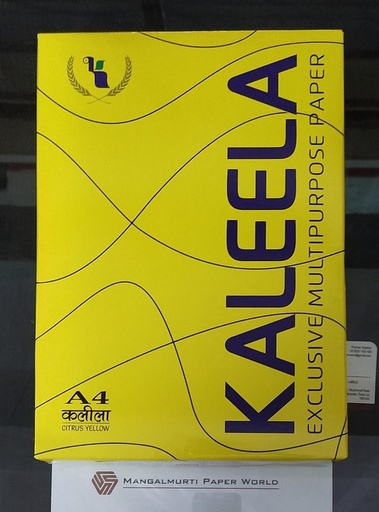 KALEELA
EXCLUSIVE MULTIPURPOSE PAPER
A4
कलीला
CITRUS YELLOW
MANGALMURTI PAPER WORLD